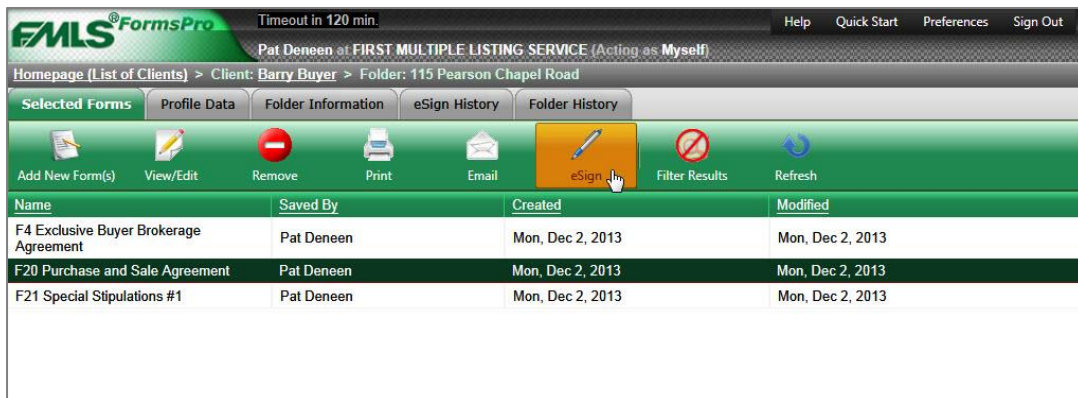 FMLS®FormsPro
Timeout in 120 min.
Help Quick Start Preferences Sign Out
Pat Deneen at FIRST MULTIPLE LISTING SERVICE (Acting as Myself)
Homepage (List of Clients) > Client: Barry Buyer > Folder: 115 Pearson Chapel Road
Selected Forms Profile Data Folder Information eSign History Folder History
Add New Form(s) View/Edit Remove Print Email eSign Filter Results Refresh
Name Saved By Created Modified
F4 Exclusive Buyer Brokerage
Agreement Pat Deneen Mon, Dec 2, 2013 Mon, Dec 2, 2013
F20 Purchase and Sale Agreement Pat Deneen Mon, Dec 2, 2013 Mon, Dec 2, 2013
F21 Special Stipulations #1 Pat Deneen Mon, Dec 2, 2013 Mon, Dec 2, 2013